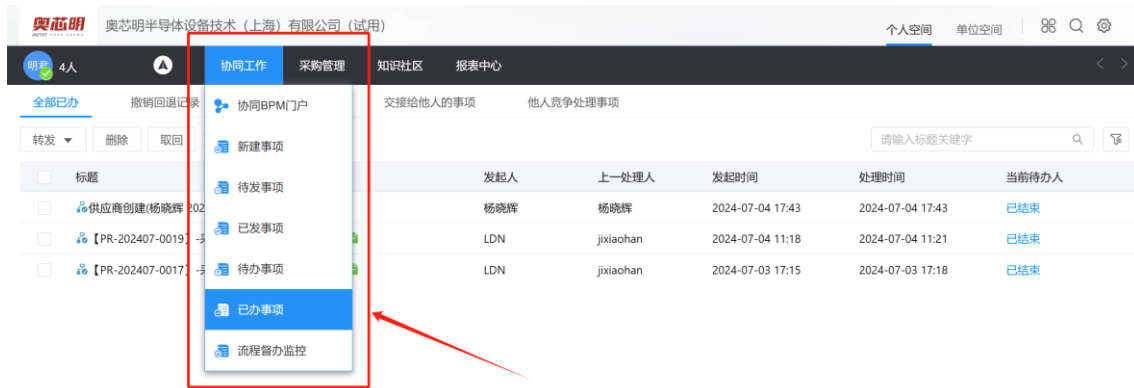 奥芯明 奥芯明半导体设备技术（上海）有限公司（试用） 个人空间 单位空间
明君 4人 协同工作 采购管理 知识社区 报表中心
全部已办 撤销回退记录 交接给他人的事项 他人竞争处理事项
协同BPM门户
转发 删除 取回 请输入标题关键字
新建事项
标题 发起人 上一处理人 发起时间 处理时间 当前待办人
待发事项
供应商创建(杨晓辉 202 杨晓辉 杨晓辉 2024-07-04 17:43 2024-07-04 17:43 已结束
已发事项
【PR-202407-0019】 LDN jixiaohan 2024-07-04 11:18 2024-07-04 11:21 已结束
待办事项
【PR-202407-0017】 LDN jixiaohan 2024-07-03 17:15 2024-07-03 17:18 已结束
已办事项
流程督办监控